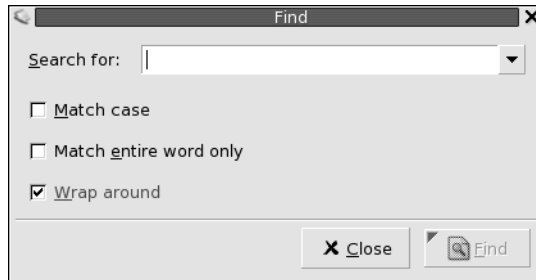 Find
Search for:
Match case
Match entire word only
Wrap around
Close
Find